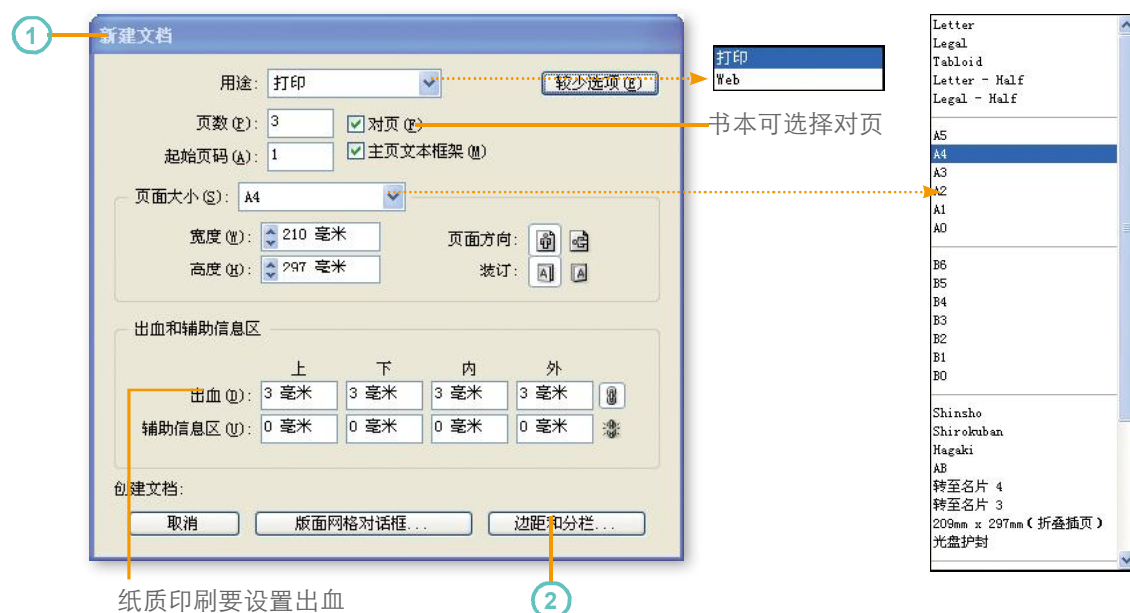 1
新建文档
用途: 打印
较少选项(E)
页数(P): 3
对页(F)
起始页码(A): 1
主页文本框架(M)
页面大小(S): A4
宽度(W): 210 毫米
页面方向:
高度(H): 297 毫米
装订:
出血和辅助信息区
上 下 内 外
出血(D): 3 毫米 3 毫米 3 毫米 3 毫米
辅助信息区(U): 0 毫米 0 毫米 0 毫米 0 毫米
创建文档:
取消
版面网格对话框...
边距和分栏...
纸质印刷要设置出血
2
打印
Web
书本可选择对页
Letter
Legal
Tabloid
Letter - Half
Legal - Half
A5
A4
A3
A2
A1
A0
B6
B5
B4
B3
B2
B1
B0
Shinsho
Shirokuban
Hagaki
AB
转至名片 4
转至名片 3
209mm x 297mm(折叠插页)
光盘护封